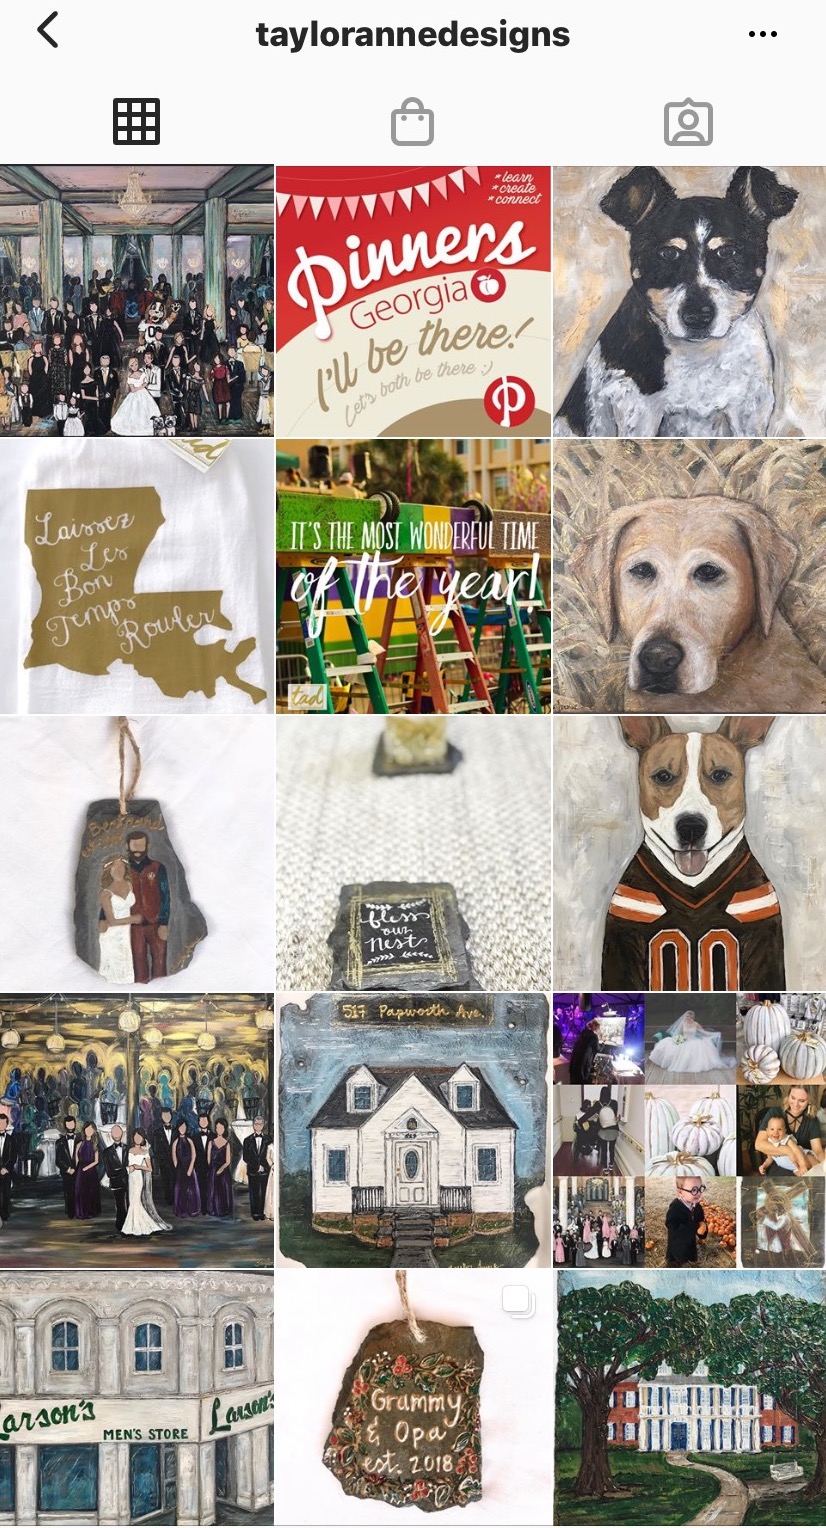 taylorannedesigns
*learn
*create
*connect
Pinners
Georgia
I'll be there!
Let's both be there :)
P
00
Laissez
Les
Bon
Temps
Rouler
IT'S THE MOST WONDERFUL TIME
of the year!
tad
bless
our
nest
00
517 Papworth Ave.
Larson's
MEN'S STORE
Larson's
Grammy
& Opa
est. 2018